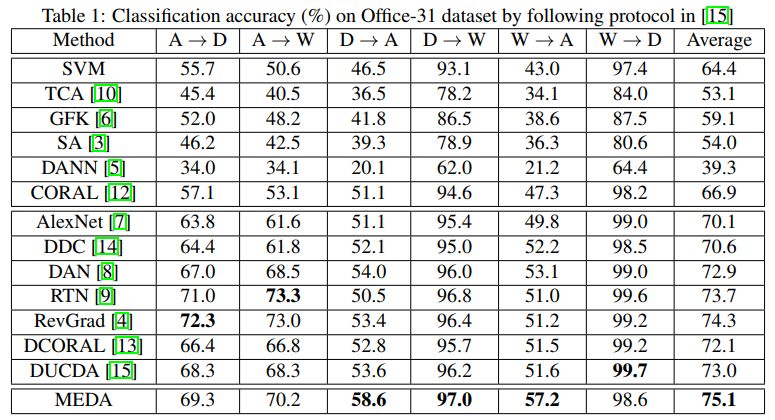 Table 1: Classification accuracy (%) on Office-31 dataset by following protocol in [15]
Method A → D A → W D → A D → W W → A W → D Average
SVM 55.7 50.6 46.5 93.1 43.0 97.4 64.4
TCA [10] 45.4 40.5 36.5 78.2 34.1 84.0 53.1
GFK [6] 52.0 48.2 41.8 86.5 38.6 87.5 59.1
SA [3] 46.2 42.5 39.3 78.9 36.3 80.6 54.0
DANN [5] 34.0 34.1 20.1 62.0 21.2 64.4 39.3
CORAL [12] 57.1 53.1 51.1 94.6 47.3 98.2 66.9
AlexNet [7] 63.8 61.6 51.1 95.4 49.8 99.0 70.1
DDC [14] 64.4 61.8 52.1 95.0 52.2 98.5 70.6
DAN [8] 67.0 68.5 54.0 96.0 53.1 99.0 72.9
RTN [9] 71.0 73.3 50.5 96.8 51.0 99.6 73.7
RevGrad [4] 72.3 73.0 53.4 96.4 51.2 99.2 74.3
DCORAL [13] 66.4 66.8 52.8 95.7 51.5 99.2 72.1
DUCDA [15] 68.3 68.3 53.6 96.2 51.6 99.7 73.0
MEDA 69.3 70.2 58.6 97.0 57.2 98.6 75.1